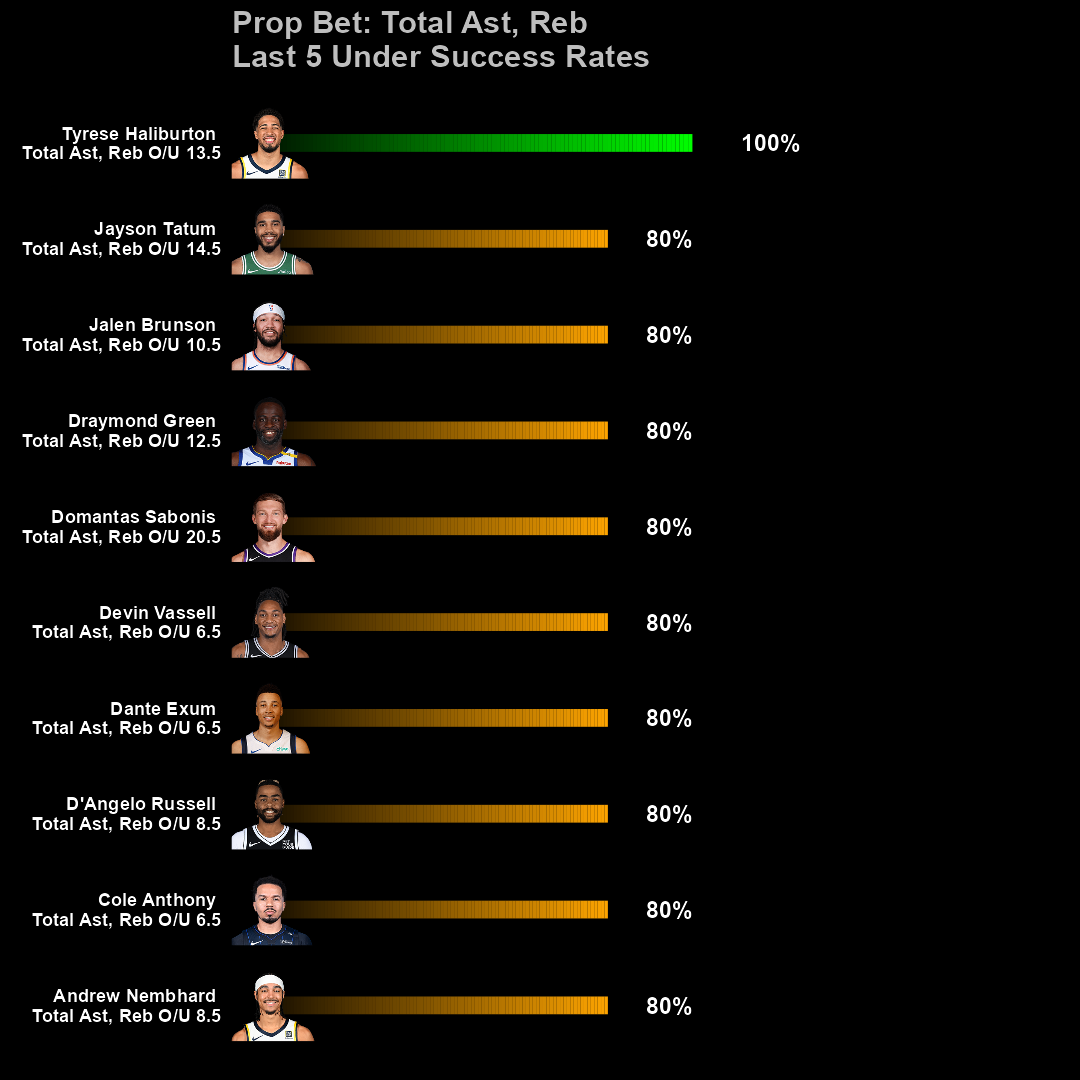 Prop Bet: Total Ast, Reb
Last 5 Under Success Rates
Tyrese Haliburton
Total Ast, Reb O/U 13.5
100%
Jayson Tatum
Total Ast, Reb O/U 14.5
80%
Jalen Brunson
Total Ast, Reb O/U 10.5
80%
Draymond Green
Total Ast, Reb O/U 12.5
80%
Domantas Sabonis
Total Ast, Reb O/U 20.5
80%
Devin Vassell
Total Ast, Reb O/U 6.5
80%
Dante Exum
Total Ast, Reb O/U 6.5
80%
D'Angelo Russell
Total Ast, Reb O/U 8.5
80%
Cole Anthony
Total Ast, Reb O/U 6.5
80%
Andrew Nembhard
Total Ast, Reb O/U 8.5
80%